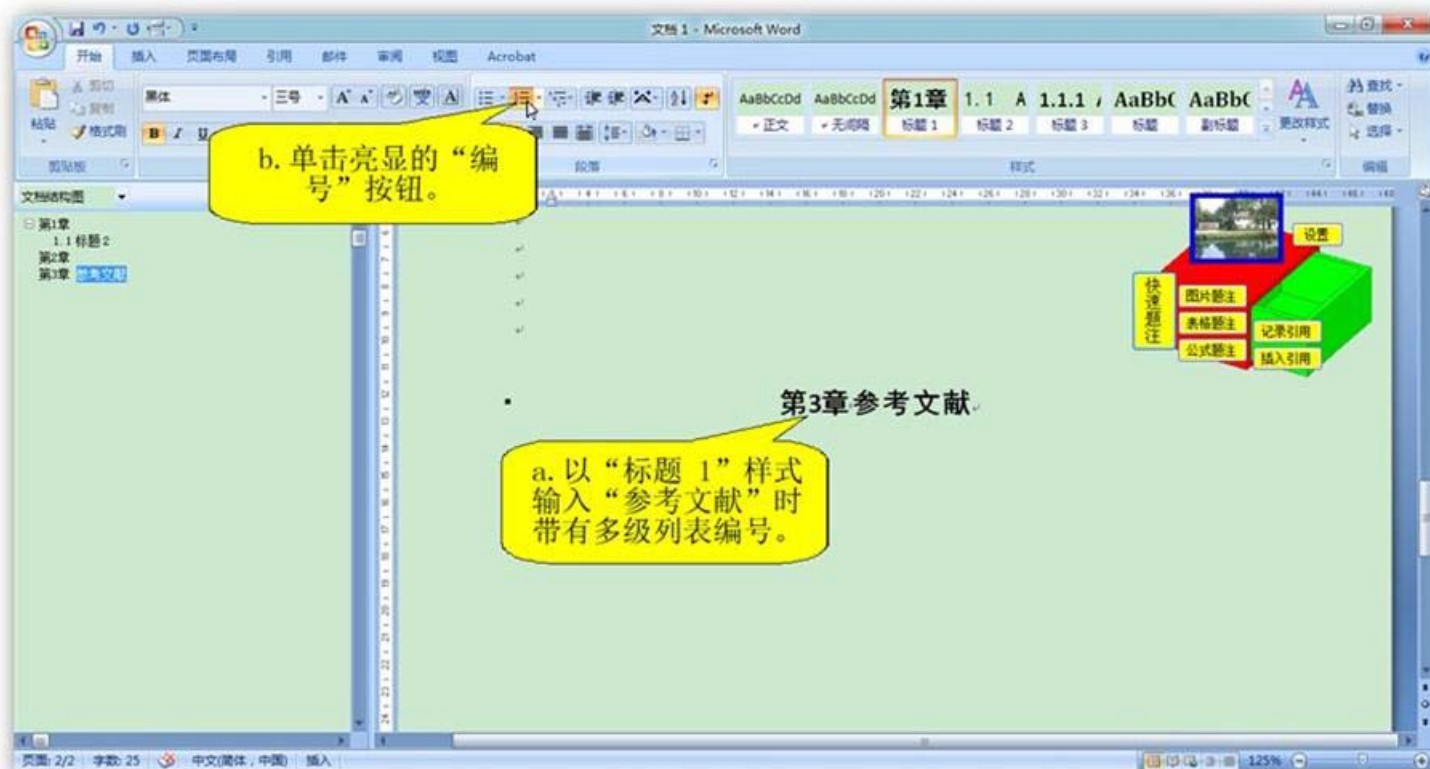 文档 1 - Microsoft Word
开始 插入 页面布局 引用 邮件 审阅 视图 Acrobat
剪切
复制
粘贴 格式刷
剪贴板
黑体 三号
B I U
AaBbCcDd AaBbCcDd 第1章 1.1 A 1.1.1 AaBb( AaBb(
正文 无间隔 标题 1 标题 2 标题 3 标题 副标题
更改样式
查找
替换
选择
段落 样式 编辑
b. 单击亮显的“编
号”按钮。
文档结构图
第1章
1.1 标题 2
第2章
第3章 参考文献
设置
快速题注
图片题注
表格题注
公式题注
记录引用
插入引用
第3章参考文献
a. 以“标题 1”样式
输入“参考文献”时
带有多级列表编号。
页面: 2/2 字数: 25 中文(简体，中国) 插入 125%